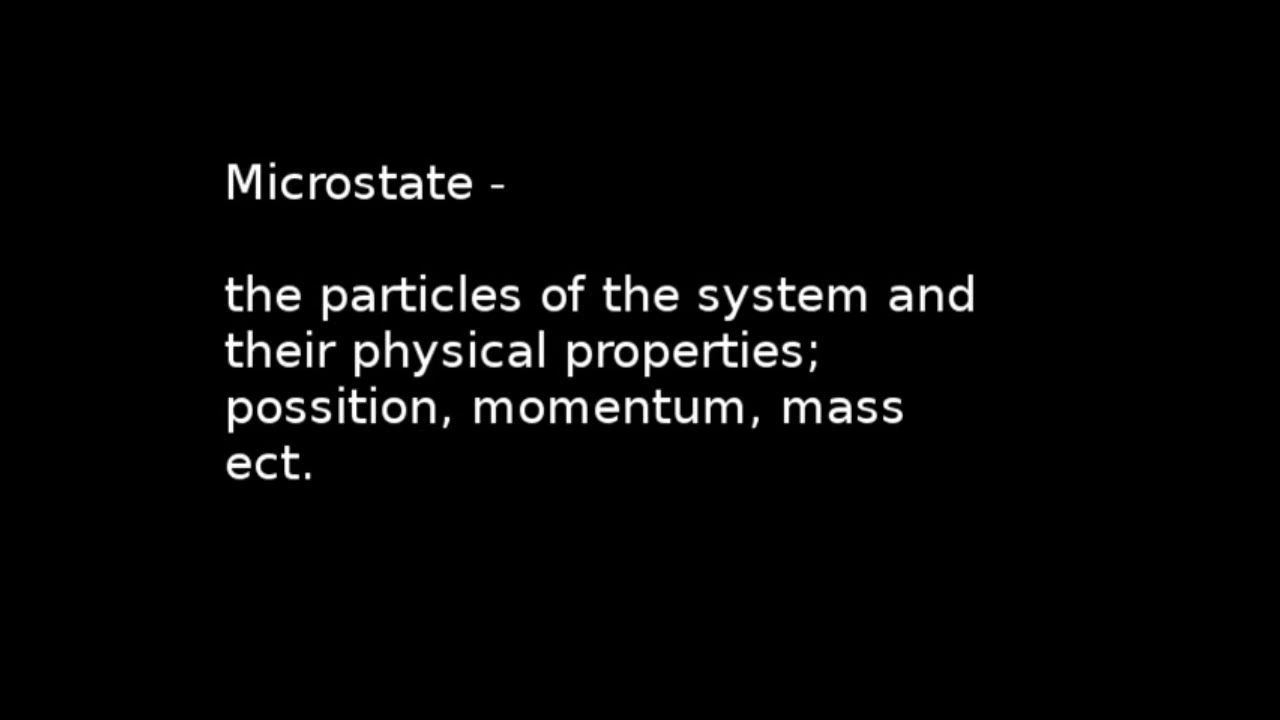 Microstate -
the particles of the system and
their physical properties;
possition, momentum, mass
ect.